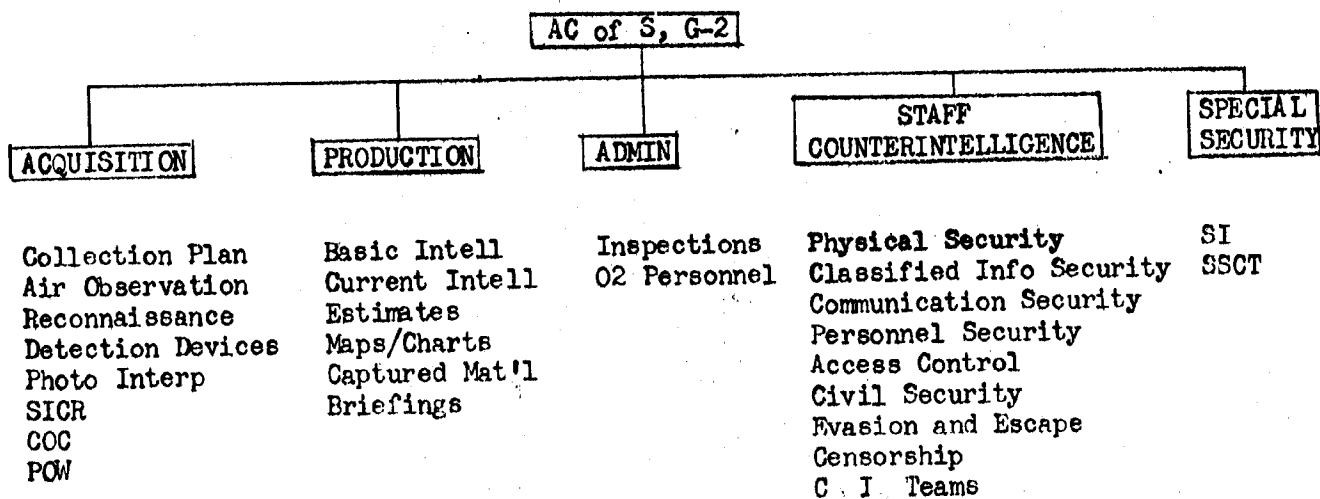 AC of S, G-2
ACQUISITION
Collection Plan
Air Observation
Reconnaissance
Detection Devices
Photo Interp
SICR
COC
POW
PRODUCTION
Basic Intell
Current Intell
Estimates
Maps/Charts
Captured Mat'l
Briefings
ADMIN
Inspections
02 Personnel
STAFF
COUNTERINTELLIGENCE
Physical Security
Classified Info Security
Communication Security
Personnel Security
Access Control
Civil Security
Evasion and Escape
Censorship
C I Teams
SPECIAL
SECURITY
SI
SSCT